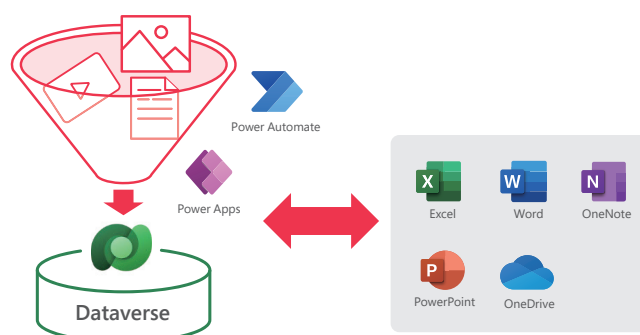 Power Automate
Power Apps
Dataverse
X
Excel
W
Word
N
OneNote
P
PowerPoint
OneDrive